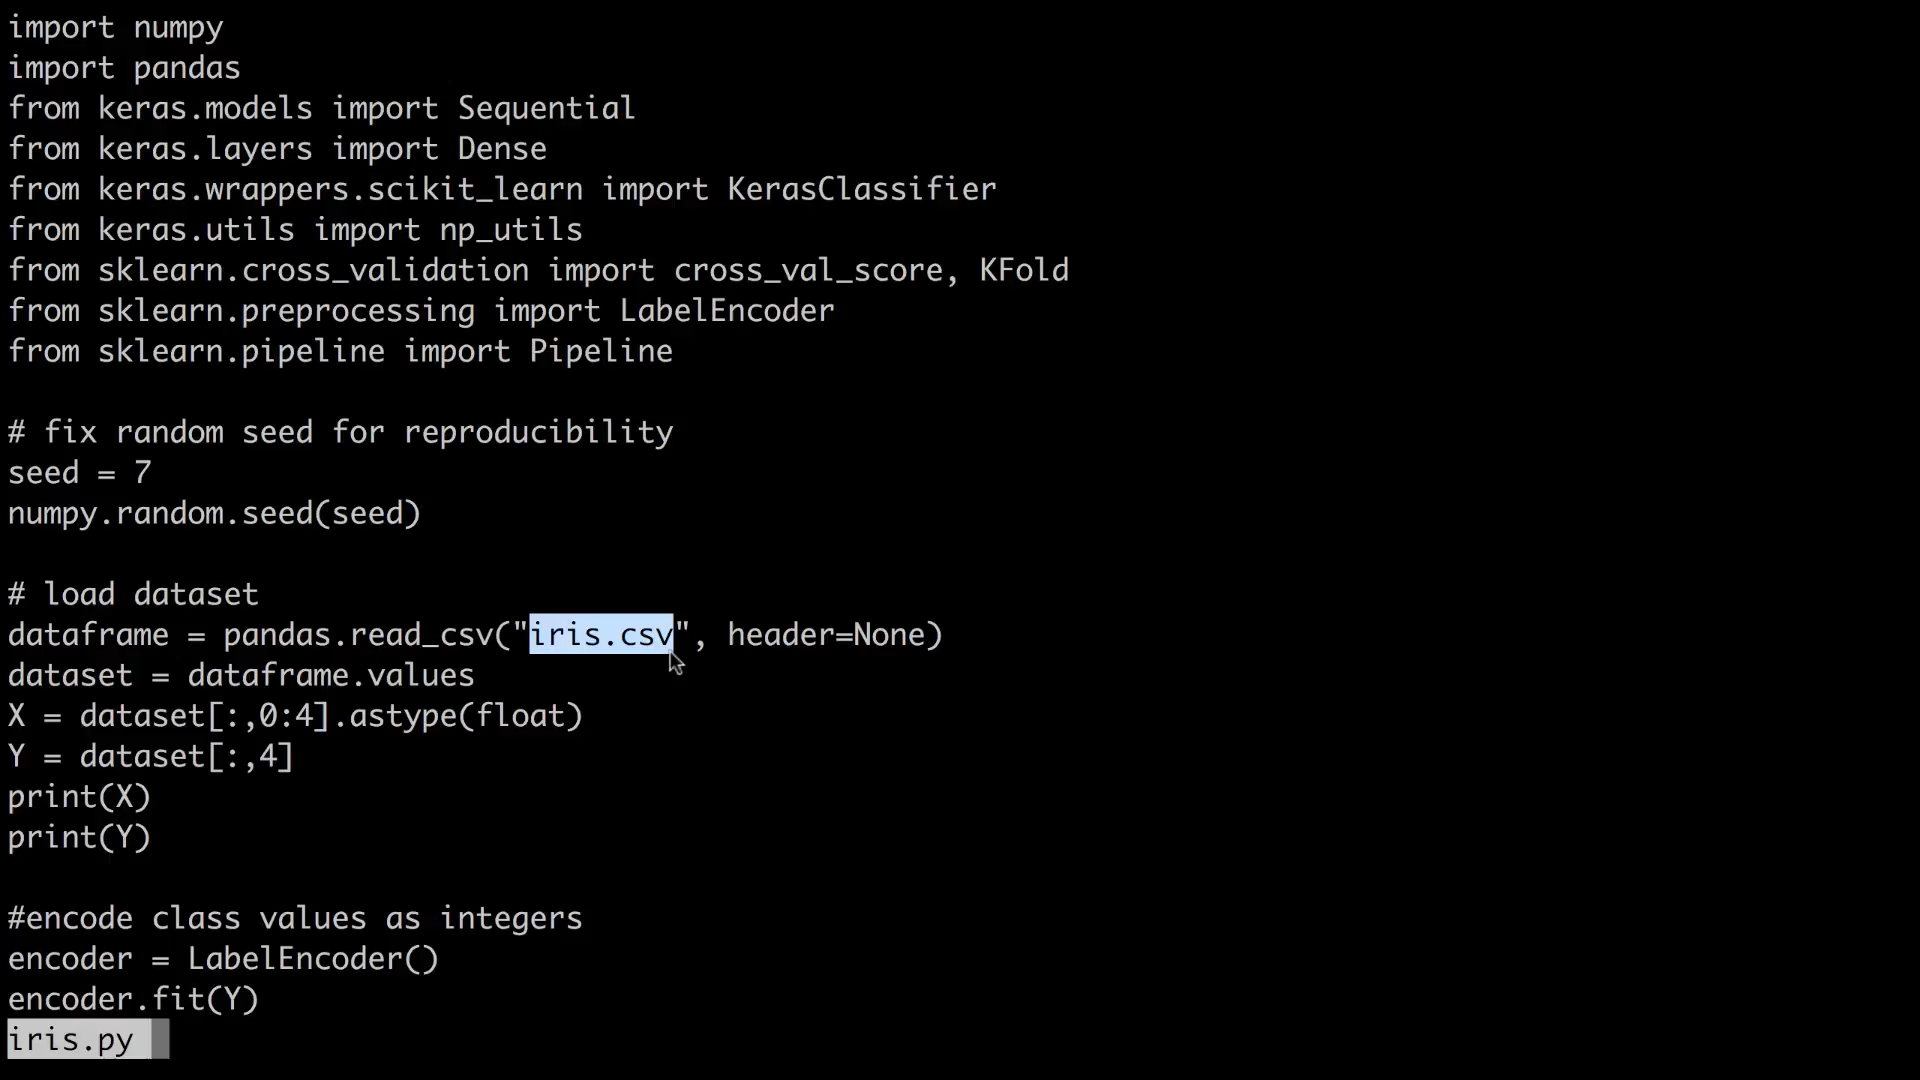 import numpy
import pandas
from keras.models import Sequential
from keras.layers import Dense
from keras.wrappers.scikit_learn import KerasClassifier
from keras.utils import np_utils
from sklearn.cross_validation import cross_val_score, KFold
from sklearn.preprocessing import LabelEncoder
from sklearn.pipeline import Pipeline

# fix random seed for reproducibility
seed = 7
numpy.random.seed(seed)

# load dataset
dataframe = pandas.read_csv("iris.csv", header=None)
dataset = dataframe.values
X = dataset[:,0:4].astype(float)
Y = dataset[:,4]
print(X)
print(Y)

#encode class values as integers
encoder = LabelEncoder()
encoder.fit(Y)
iris.py